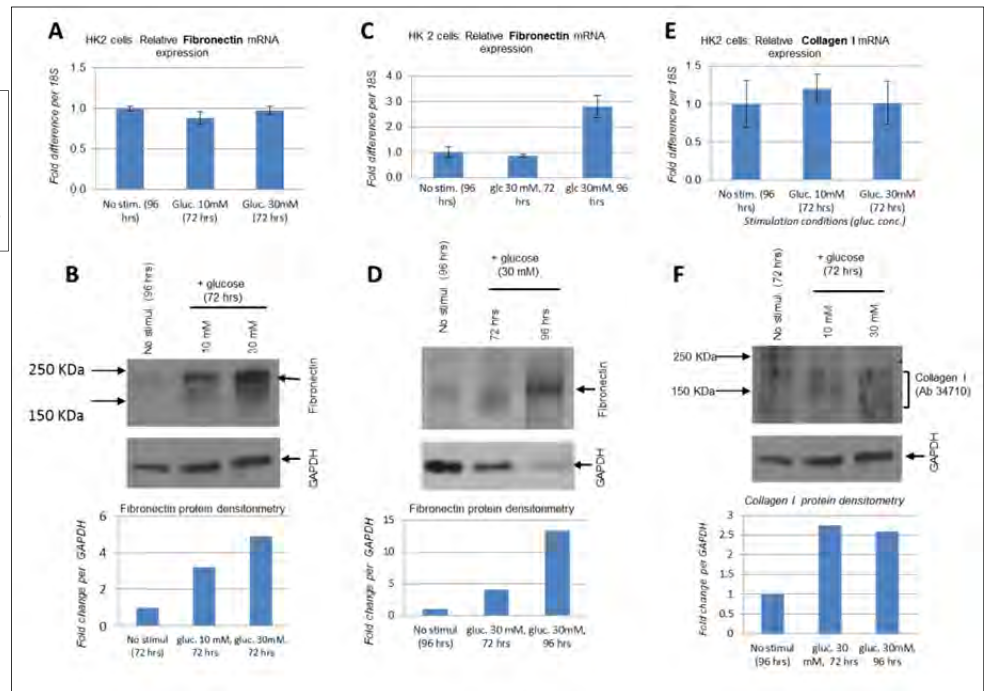 A
HK2 cells: Relative Fibronectin mRNA
expression
Fold difference per 18S
1.5
1.0
0.5
0.0
No stim. (96
hrs)
Gluc. 10mM
(72 hrs)
Gluc. 30mM
(72 hrs)
B
No stimul. (96 hrs)
+ glucose
(72 hrs)
10 mM
30 mM
250 KDa
150 KDa
Fibronectin
GAPDH
Fibronectin protein densitonmetry
Fold change per GAPDH
6
4
2
0
No stimul
(72 hrs)
gluc. 10 mM,
72 hrs
gluc. 30mM,
72 hrs
C
HK 2 cells: Relative Fibronectin mRNA
expression
Fold difference per 18S
4.0
3.0
2.0
1.0
0.0
No stim. (96
hrs)
glc 30 mM, 72
hrs
glc 30mM, 96
hrs
D
No stimul. (96 hrs)
+ glucose
(30 mM)
72 hrs
96 hrs
Fibronectin
GAPDH
Fibronectin protein densitometry
Fold change per GAPDH
15
10
5
0
No stimul
(96 hrs)
gluc. 30 mM,
72 hrs
gluc. 30mM,
96 hrs
E
HK2 cells: Relative Collagen I mRNA
expression
Fold difference per 18S
1.5
1.0
0.5
0.0
No stim. (96
hrs)
Gluc. 10mM
(72 hrs)
Gluc. 30mM
(72 hrs)
Stimulation conditions (gluc. conc.)
F
No stimul. (72 hrs)
+ glucose
(72 hrs)
10 mM
30 mM
250 KDa
150 KDa
Collagen I
(Ab 34710)
GAPDH
Collagen I protein densitometry
Fold change per GAPDH
3
2.5
2
1.5
1
0.5
0
No stimul
(96 hrs)
gluc. 30
mM, 72 hrs
gluc. 30mM,
96 hrs